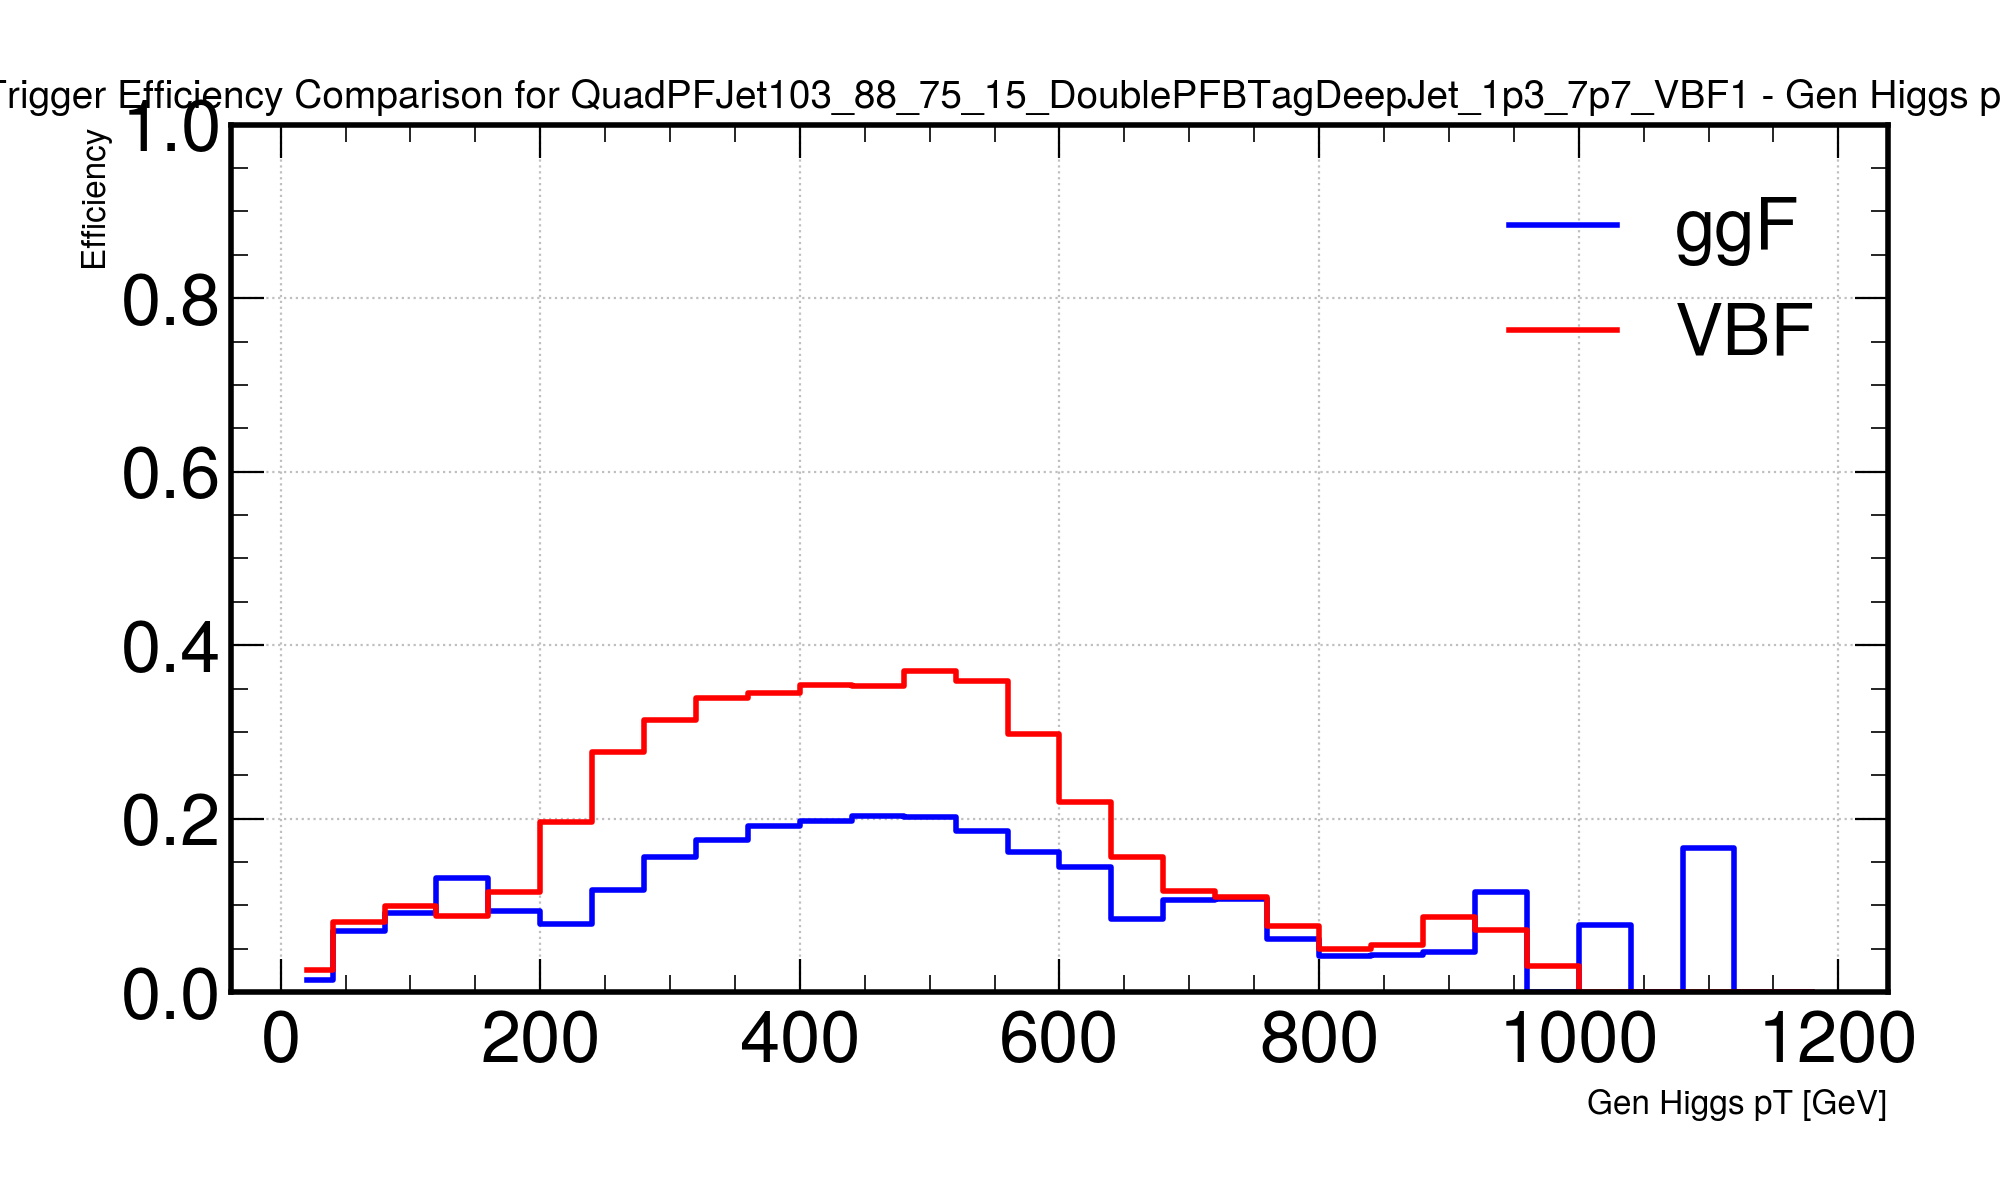 Trigger Efficiency Comparison for QuadPFJet103_88_75_15_DoublePFBTagDeepJet_1p3_7p7_VBF1 - Gen Higgs p
Efficiency
1.0
0.8
0.6
0.4
0.2
0.0
ggF
VBF
0 200 400 600 800 1000 1200
Gen Higgs pT [GeV]